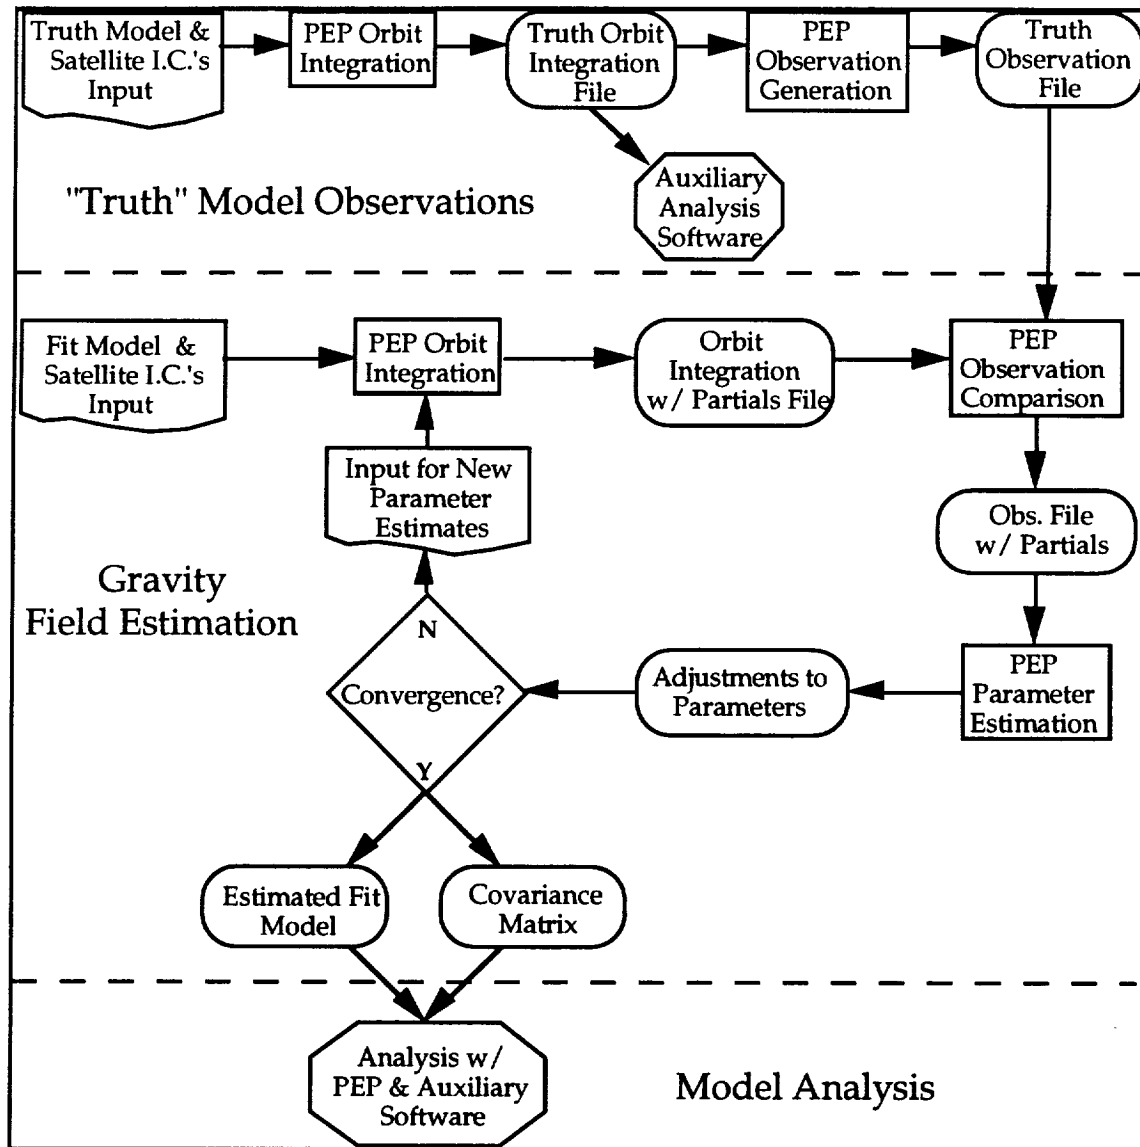 Truth Model &
Satellite I.C.'s
Input
PEP Orbit
Integration
Truth Orbit
Integration
File
PEP
Observation
Generation
Truth
Observation
File
Auxiliary
Analysis
Software
"Truth" Model Observations
Fit Model &
Satellite I.C.'s
Input
PEP Orbit
Integration
Orbit
Integration
w/ Partials File
PEP
Observation
Comparison
Input for New
Parameter
Estimates
Obs. File
w/ Partials
Gravity
Field Estimation
N
Convergence?
Y
Adjustments to
Parameters
PEP
Parameter
Estimation
Estimated Fit
Model
Covariance
Matrix
Analysis w/
PEP & Auxiliary
Software
Model Analysis